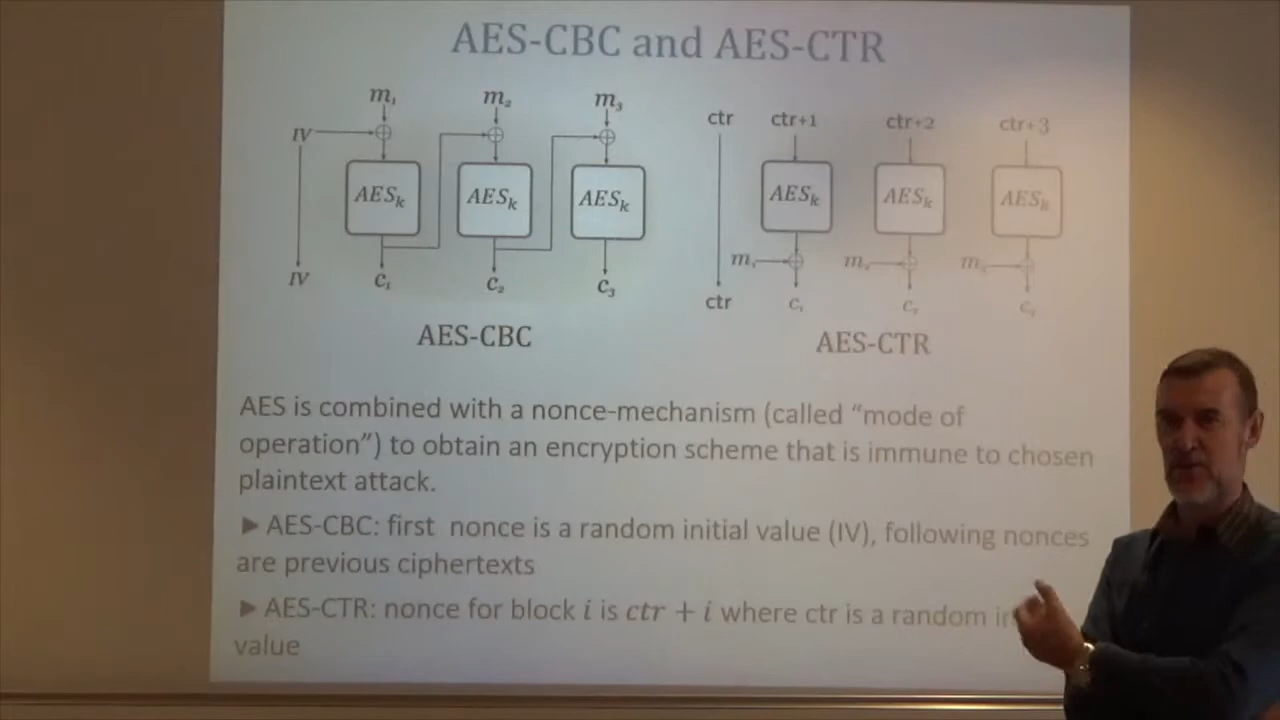 AES-CBC and AES-CTR
m₁ m₂ m₃
IV
AESₖ AESₖ AESₖ
IV C₁ C₂ C₃
AES-CBC
ctr ctr+1 ctr+2 ctr+3
AESₖ AESₖ AESₖ
ctr
AES-CTR
AES is combined with a nonce-mechanism (called “mode of
operation”) to obtain an encryption scheme that is immune to chosen
plaintext attack.
► AES-CBC: first nonce is a random initial value (IV), following nonces
are previous ciphertexts
► AES-CTR: nonce for block i is ctr + i where ctr is a random
value